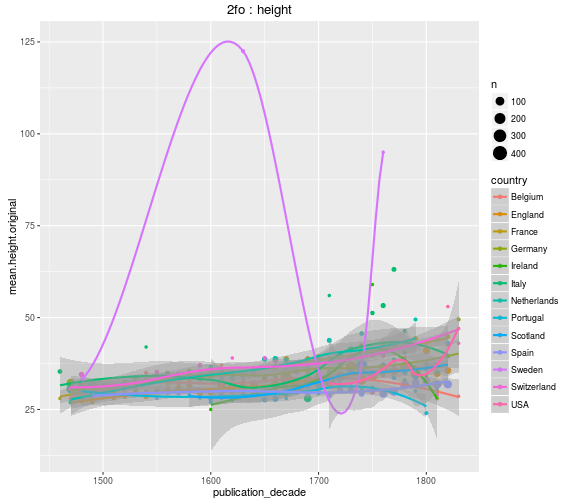 2fo : height
125
100
75
50
25
mean.height.original
1500
1600
1700
1800
publication_decade
n
100
200
300
400
country
Belgium
England
France
Germany
Ireland
Italy
Netherlands
Portugal
Scotland
Spain
Sweden
Switzerland
USA